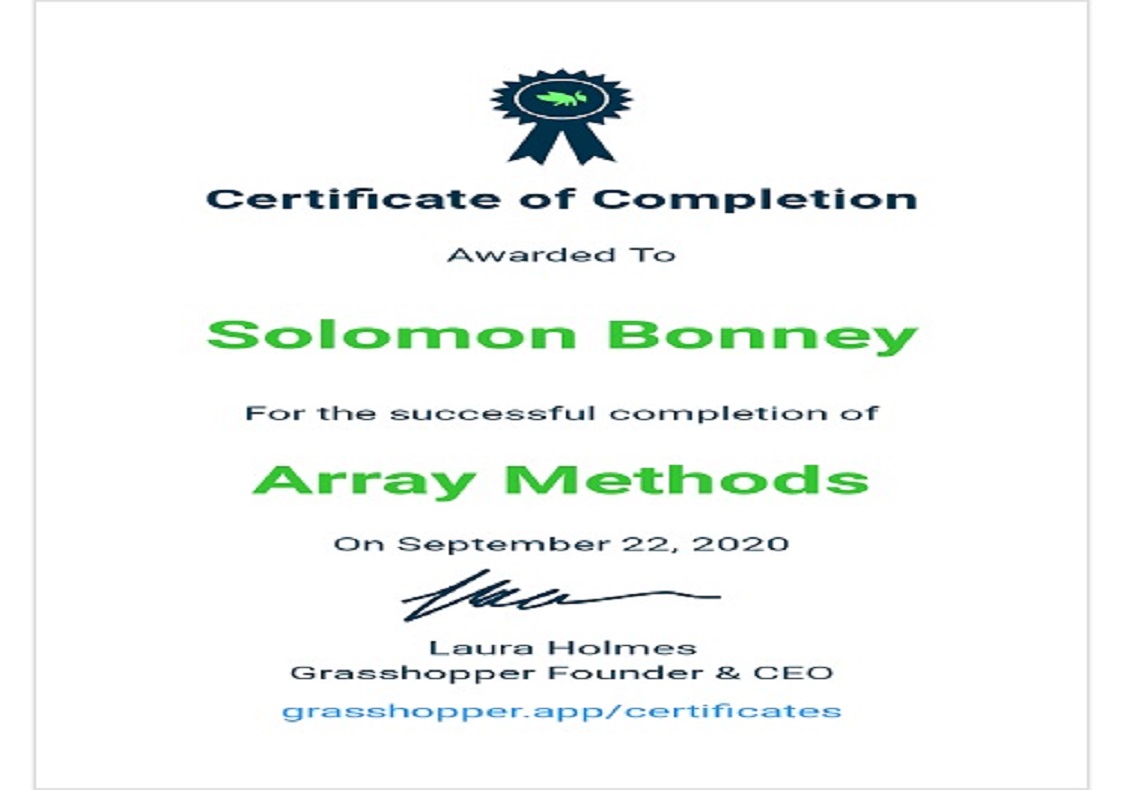 Certificate of Completion
Awarded To
Solomon Bonney
For the successful completion of
Array Methods
On September 22, 2020
Laura Holmes
Grasshopper Founder & CEO
grasshopper.app/certificates